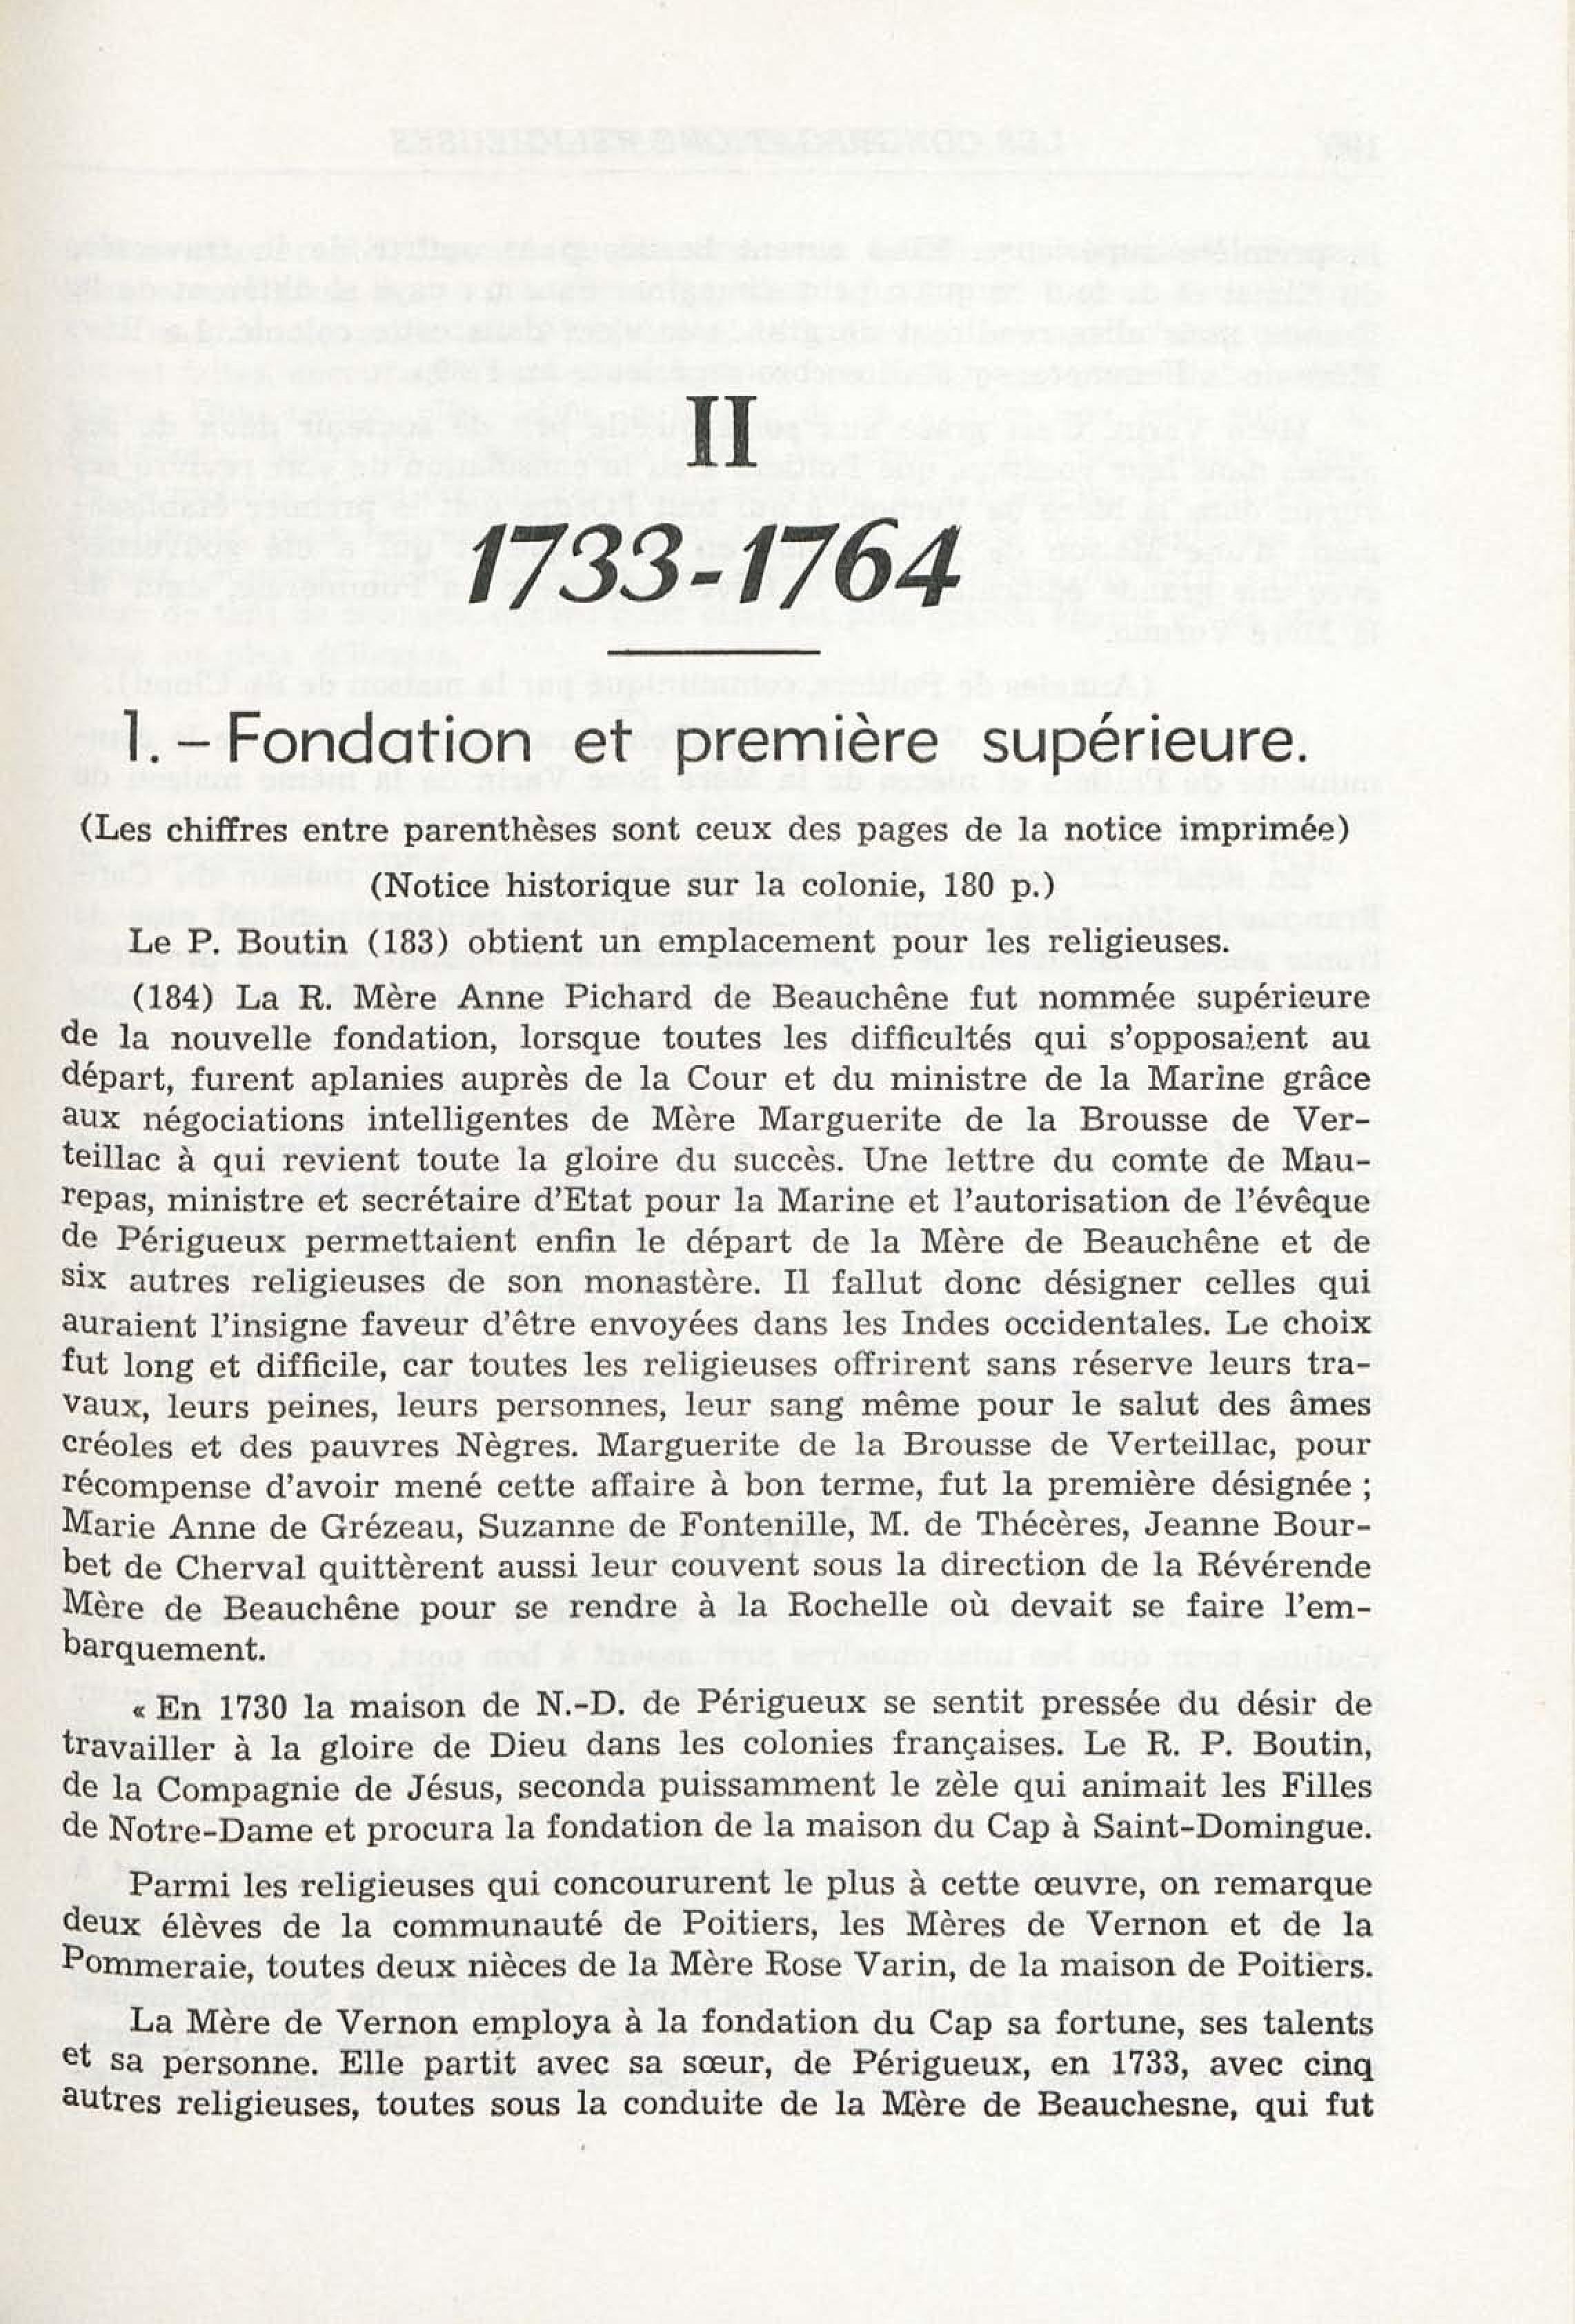 II
1733-1764
1. – Fondation et première supérieure.
(Les chiffres entre parenthèses sont ceux des pages de la notice imprimée)
(Notice historique sur la colonie, 180 p.)
Le P. Boutin (183) obtient un emplacement pour les religieuses.
(184) La R. Mère Anne Pichard de Beauchêne fut nommée supérieure
de la nouvelle fondation, lorsque toutes les difficultés qui s'opposaient au
départ, furent aplanies auprès de la Cour et du ministre de la Marine grâce
aux négociations intelligentes de Mère Marguerite de la Brousse de Ver-
teillac à qui revient toute la gloire du succès. Une lettre du comte de Mau-
repas, ministre et secrétaire d'Etat pour la Marine et l'autorisation de l'évêque
de Périgueux permettaient enfin le départ de la Mère de Beauchêne et de
six autres religieuses de son monastère. Il fallut donc désigner celles qui
auraient l'insigne faveur d'être envoyées dans les Indes occidentales. Le choix
fut long et difficile, car toutes les religieuses offrirent sans réserve leurs tra-
vaux, leurs peines, leurs personnes, leur sang même pour le salut des âmes
créoles et des pauvres Nègres. Marguerite de la Brousse de Verteillac, pour
récompense d'avoir mené cette affaire à bon terme, fut la première désignée ;
Marie Anne de Grézeau, Suzanne de Fontenille, M. de Thécères, Jeanne Bour-
bet de Cherval quittèrent aussi leur couvent sous la direction de la Révérende
Mère de Beauchêne pour se rendre à la Rochelle où devait se faire l'em-
barquement.
« En 1730 la maison de N.-D. de Périgueux se sentit pressée du désir de
travailler à la gloire de Dieu dans les colonies françaises. Le R. P. Boutin,
de la Compagnie de Jésus, seconda puissamment le zèle qui animait les Filles
de Notre-Dame et procura la fondation de la maison du Cap à Saint-Domingue.
Parmi les religieuses qui concoururent le plus à cette œuvre, on remarque
deux élèves de la communauté de Poitiers, les Mères de Vernon et de la
Pommeraie, toutes deux nièces de la Mère Rose Varin, de la maison de Poitiers.
La Mère de Vernon employa à la fondation du Cap sa fortune, ses talents
et sa personne. Elle partit avec sa sœur, de Périgueux, en 1733, avec cinq
autres religieuses, toutes sous la conduite de la Mère de Beauchesne, qui fut